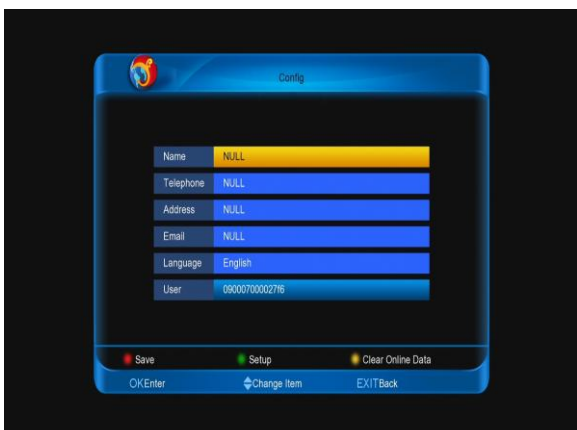 Config
Name NULL
Telephone NULL
Address NULL
Email NULL
Language English
User 090007000027f6
Save Setup Clear Online Data
OKEnter Change Item EXITBack